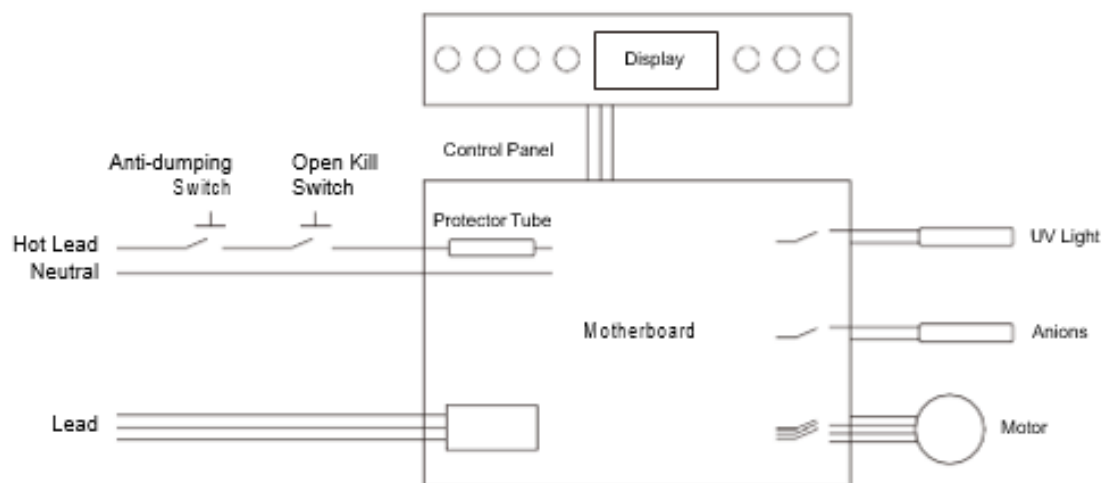 Display
Control Panel
Anti-dumping
Switch
Open Kill
Switch
Protector Tube
Hot Lead
Neutral
UV Light
Motherboard
Anions
Lead
Motor